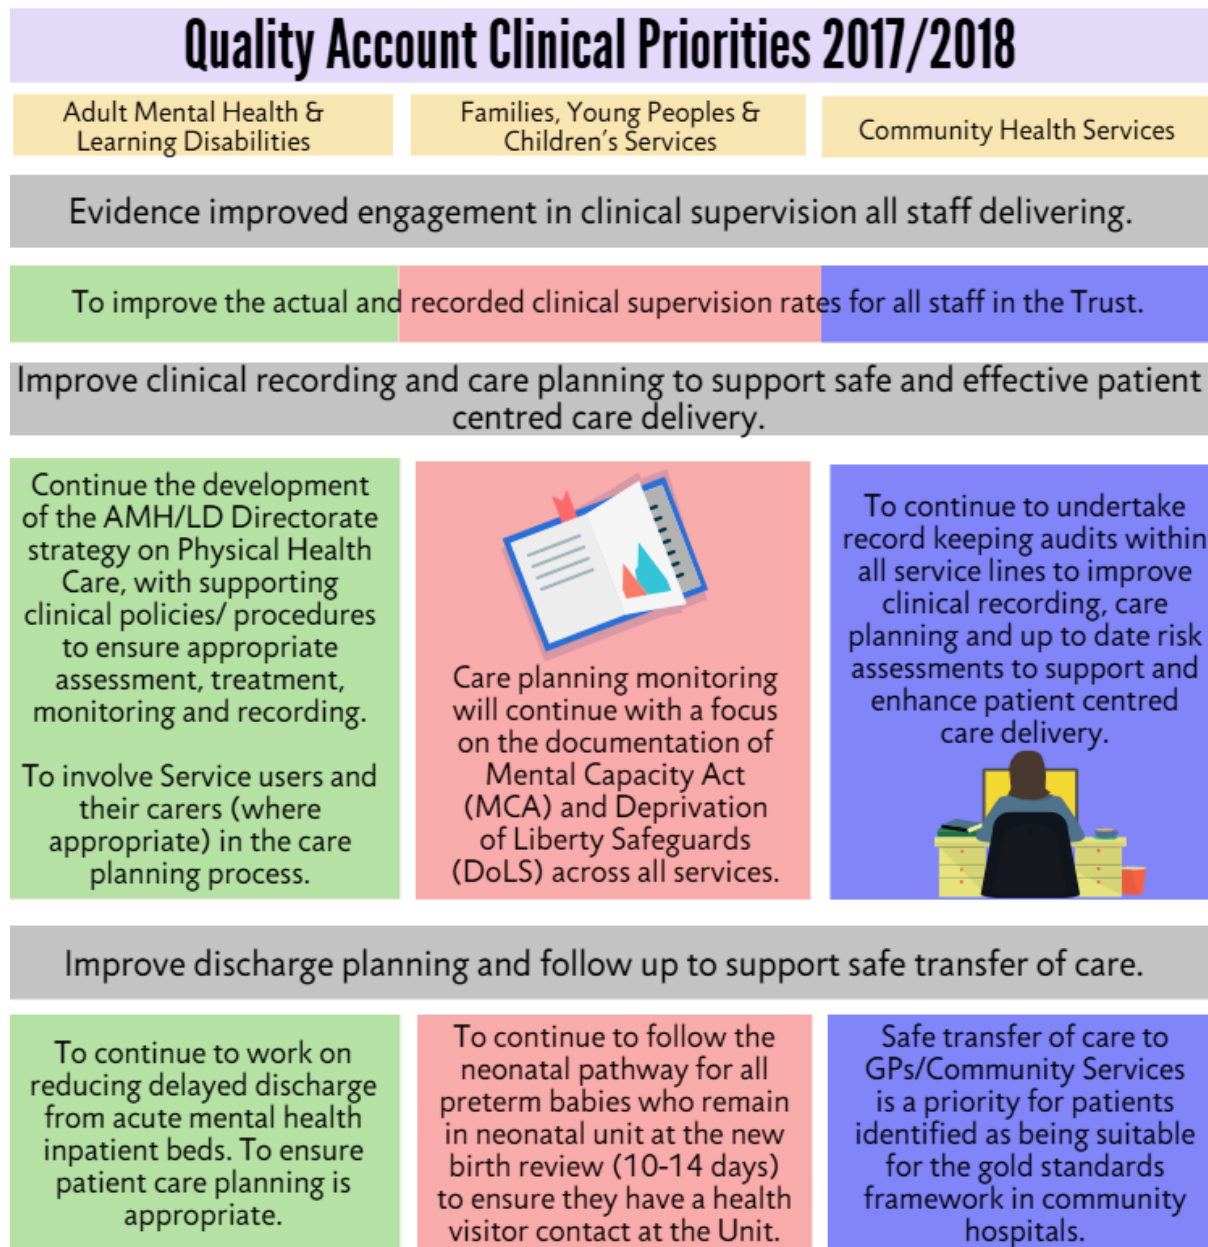 Quality Account Clinical Priorities 2017/2018
Adult Mental Health &
Learning Disabilities
Families, Young Peoples &
Children's Services
Community Health Services
Evidence improved engagement in clinical supervision all staff delivering.
To improve the actual and recorded clinical supervision rates for all staff in the Trust.
Improve clinical recording and care planning to support safe and effective patient
centred care delivery.
Continue the development
of the AMH/LD Directorate
strategy on Physical Health
Care, with supporting
clinical policies/ procedures
to ensure appropriate
assessment, treatment,
monitoring and recording.
To involve Service users and
their carers (where
appropriate) in the care
planning process.
Care planning monitoring
will continue with a focus
on the documentation of
Mental Capacity Act
(MCA) and Deprivation
of Liberty Safeguards
(DoLS) across all services.
To continue to undertake
record keeping audits within
all service lines to improve
clinical recording, care
planning and up to date risk
assessments to support and
enhance patient centred
care delivery.
Improve discharge planning and follow up to support safe transfer of care.
To continue to work on
reducing delayed discharge
from acute mental health
inpatient beds. To ensure
patient care planning is
appropriate.
To continue to follow the
neonatal pathway for all
preterm babies who remain
in neonatal unit at the new
birth review (10-14 days)
to ensure they have a health
visitor contact at the Unit.
Safe transfer of care to
GPs/Community Services
is a priority for patients
identified as being suitable
for the gold standards
framework in community
hospitals.